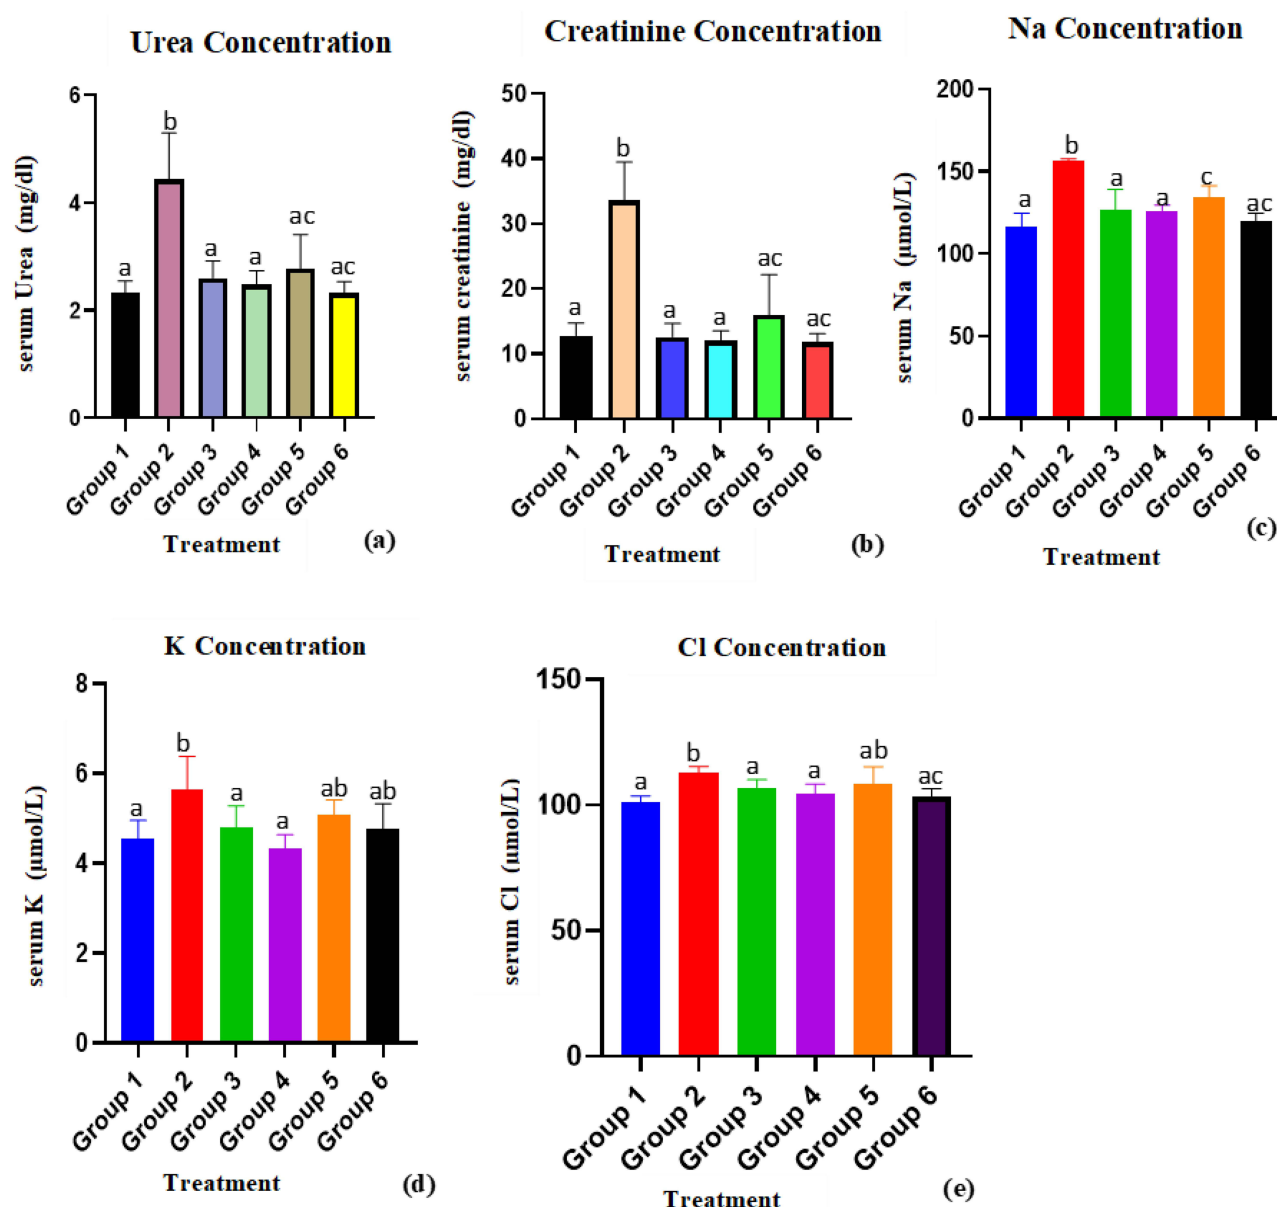 Urea Concentration
serum Urea (mg/dl)
6
4
2
0
a
b
a
a
ac
ac
Group 1
Group 2
Group 3
Group 4
Group 5
Group 6
Treatment
(a)
Creatinine Concentration
serum creatinine (mg/dl)
50
40
30
20
10
0
a
b
a
a
ac
ac
Group 1
Group 2
Group 3
Group 4
Group 5
Group 6
Treatment
(b)
Na Concentration
serum Na (µmol/L)
200
150
100
50
0
a
b
a
a
c
ac
Group 1
Group 2
Group 3
Group 4
Group 5
Group 6
Treatment
(c)
K Concentration
serum K (µmol/L)
8
6
4
2
0
a
b
a
a
ab
ab
Group 1
Group 2
Group 3
Group 4
Group 5
Group 6
Treatment
(d)
Cl Concentration
serum Cl (µmol/L)
150
100
50
0
a
b
a
a
ab
ac
Group 1
Group 2
Group 3
Group 4
Group 5
Group 6
Treatment
(e)